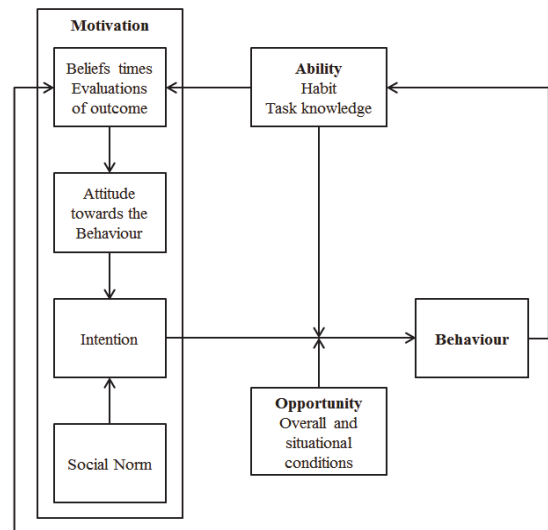 Motivation
Beliefs times
Evaluations
of outcome
Ability
Habit
Task knowledge
Attitude
towards the
Behaviour
Intention
Behaviour
Opportunity
Overall and
situational
conditions
Social Norm